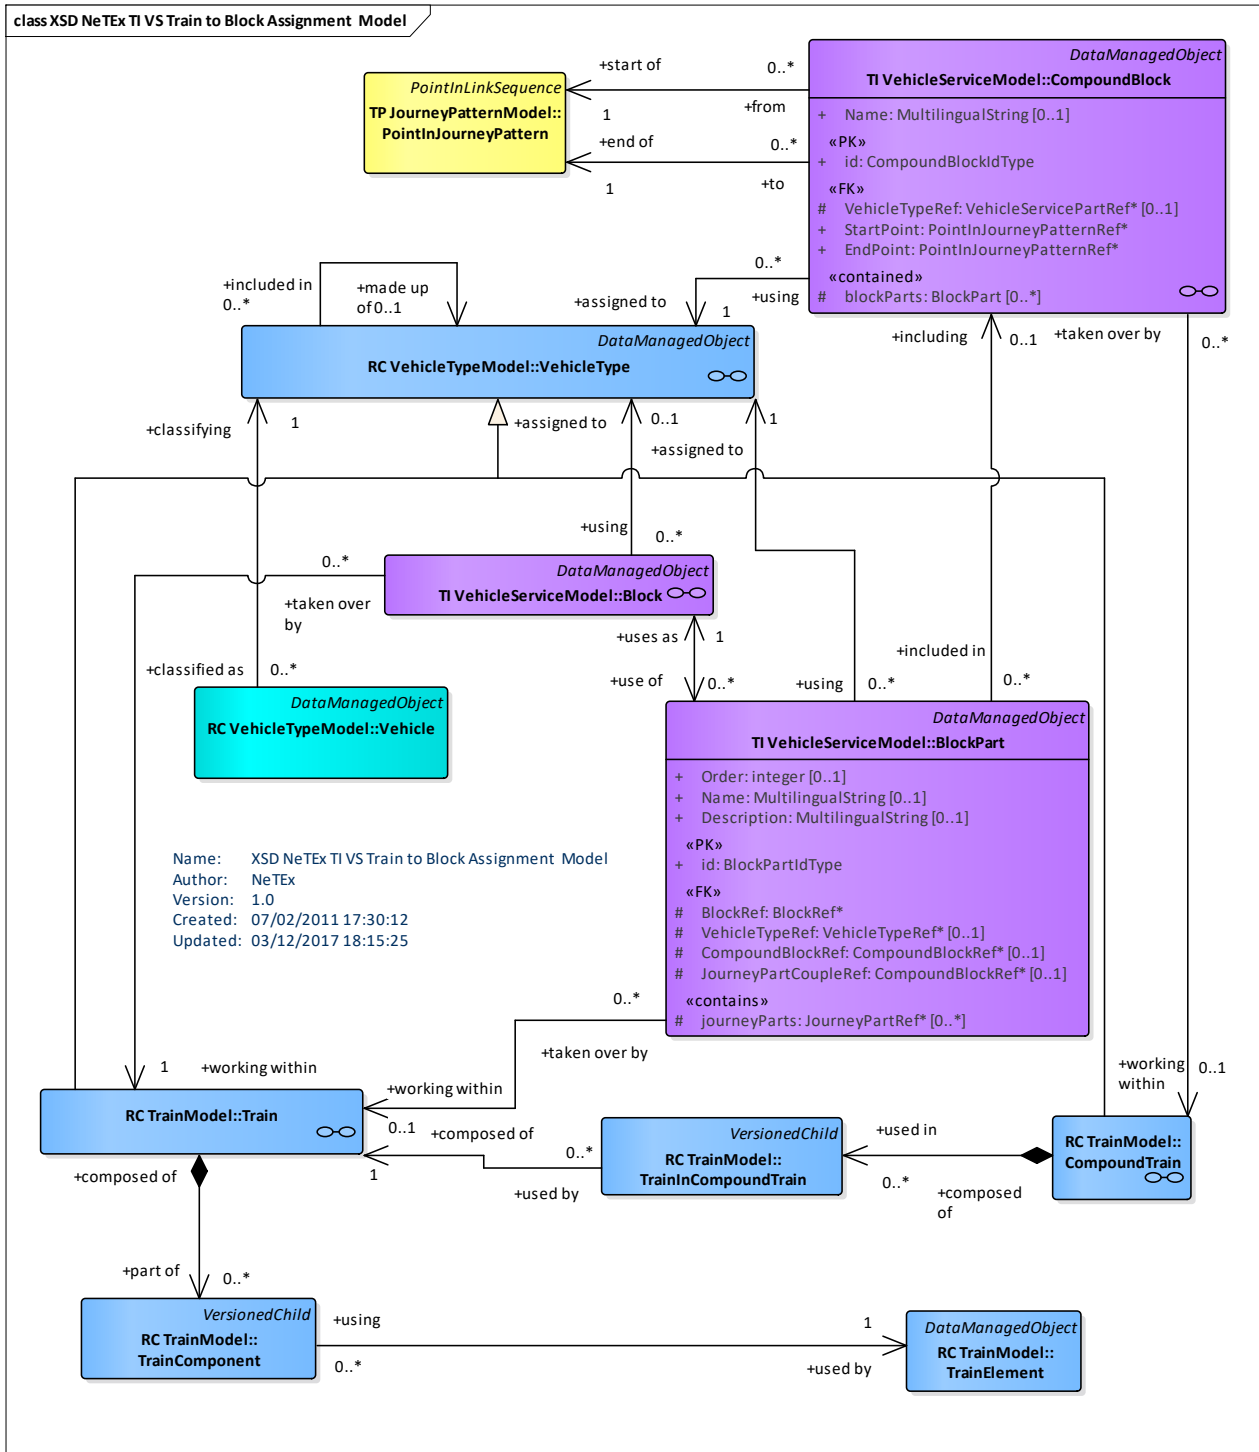 class XSD NeTEx TI VS Train to Block Assignment Model
DataManagedObject
TI VehicleServiceModel::CompoundBlock
+ Name: MultilingualString [0..1]
«PK»
+ id: CompoundBlockIdType
«FK»
# VehicleTypeRef: VehicleServicePartRef* [0..1]
+ StartPoint: PointInJourneyPatternRef*
+ EndPoint: PointInJourneyPatternRef*
«contained»
# blockParts: BlockPart [0..*]
PointInLinkSequence
TP JourneyPatternModel::
PointInJourneyPattern
+start of
0..*
1
+from
+end of
0..*
1
+to
+included in
0..*
+made up
of 0..1
0..*
+assigned to
+using
1
DataManagedObject
RC VehicleTypeModel::VehicleType
+including
0..1
+taken over by
0..*
+classifying
1
+assigned to
0..1
+assigned to
1
+using
0..*
0..*
+taken over
by
DataManagedObject
TI VehicleServiceModel::Block
+uses as
1
+use of
0..*
+included in
0..*
+using
0..*
+classified as
0..*
DataManagedObject
RC VehicleTypeModel::Vehicle
DataManagedObject
TI VehicleServiceModel::BlockPart
+ Order: integer [0..1]
+ Name: MultilingualString [0..1]
+ Description: MultilingualString [0..1]
«PK»
+ id: BlockPartIdType
«FK»
# BlockRef: BlockRef*
# VehicleTypeRef: VehicleTypeRef* [0..1]
# CompoundBlockRef: CompoundBlockRef* [0..1]
# JourneyPartCoupleRef: CompoundBlockRef* [0..1]
«contains»
# journeyParts: JourneyPartRef* [0..*]
Name: XSD NeTEx TI VS Train to Block Assignment Model
Author: NeTEx
Version: 1.0
Created: 07/02/2011 17:30:12
Updated: 03/12/2017 18:15:25
0..*
+taken over by
1
+working within
+working within
0..1
+working
within
0..1
RC TrainModel::Train
+composed of
1
0..*
+used by
VersionedChild
RC TrainModel::
TrainInCompoundTrain
+used in
0..*
+composed
of
RC TrainModel::
CompoundTrain
+composed of
+part of
0..*
VersionedChild
RC TrainModel::
TrainComponent
+using
0..*
1
+used by
DataManagedObject
RC TrainModel::
TrainElement